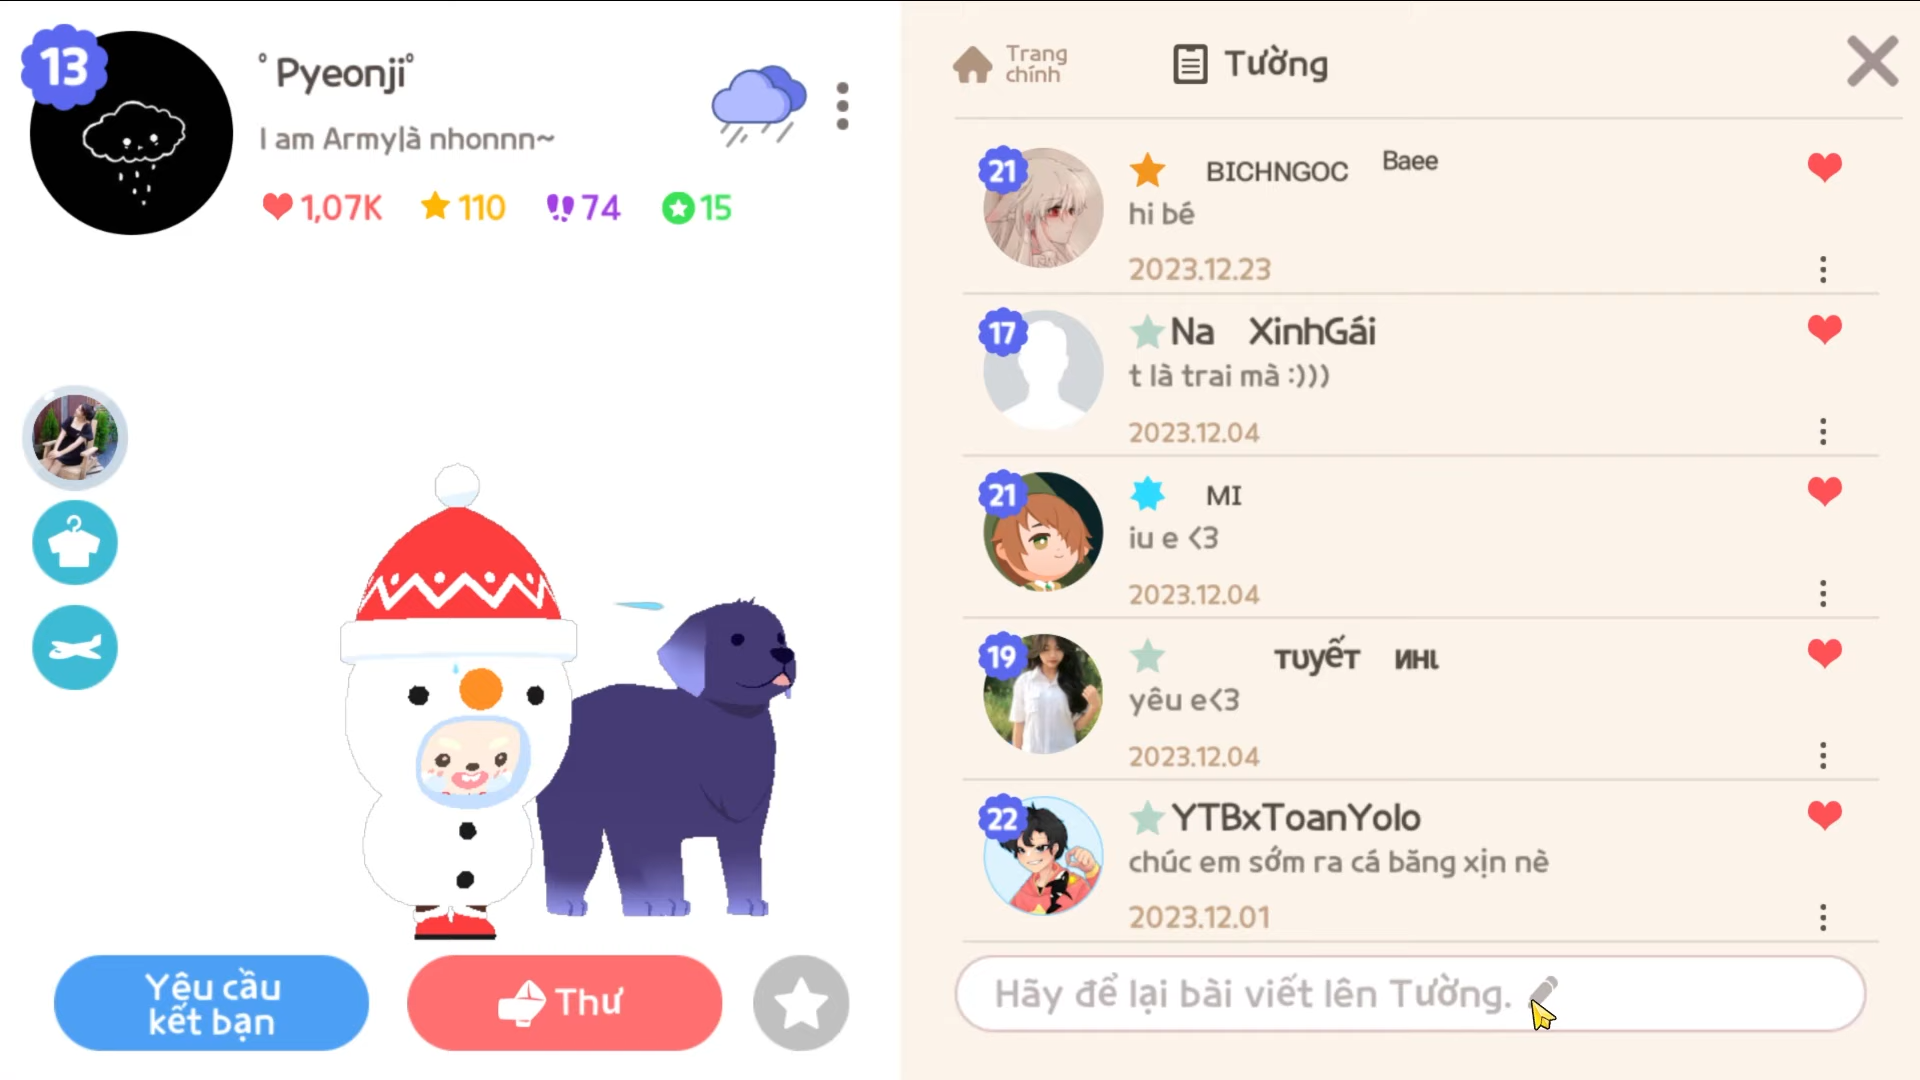 13
°Pyeonji°
I am Army|à nhonnn~
1,07K
110
74
15
Yêu cầu
kết bạn
Thư
Trang
chính
Tường
21
BICHNGOC Baee
hi bé
2023.12.23
17
Na XinhGái
t là trai mà :)))
2023.12.04
21
MI
iu e <3
2023.12.04
19
тuyếт инι
yêu e<3
2023.12.04
22
YTBxToanYolo
chúc em sớm ra cá băng xịn nè
2023.12.01
Hãy để lại bài viết lên Tường.